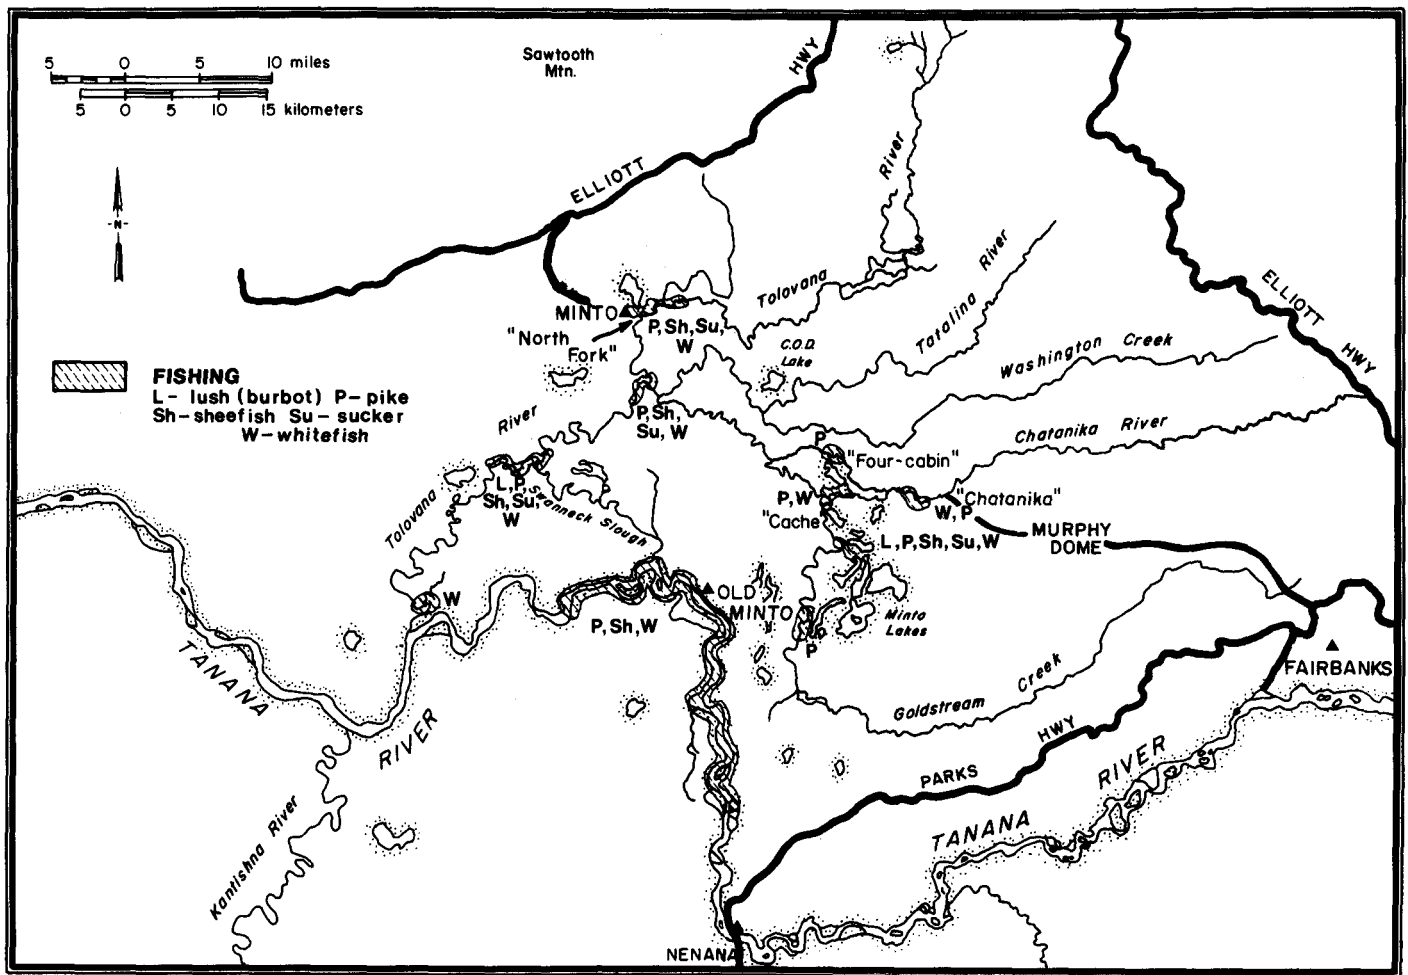 5 0 5 10 miles
5 0 5 10 15 kilometers
Sawtooth
Mtn.
HWY
ELLIOTT
-N-
River
Tolovana
Tatalina River
MINTO
"North
Fork"
P, Sh, Su,
W
C.O.D.
Lake
Washington Creek
ELLIOTT
HWY
FISHING
L- lush (burbot) P- pike
Sh-sheefish Su- sucker
W-whitefish
River
Tolovana
P, Sh,
Su, W
Chatanika River
P
"Four-cabin"
L, P,
Sh, Su,
W
Swanneck Slough
P, W
"Cache"
"Chatanika"
W, P
L, P, Sh, Su, W
MURPHY
DOME
W
OLD
MINTO
P, Sh, W
Minto
Lakes
P
FAIRBANKS
TANANA
RIVER
Goldstream Creek
PARKS
HWY
TANANA
RIVER
Kantishna River
NENANA